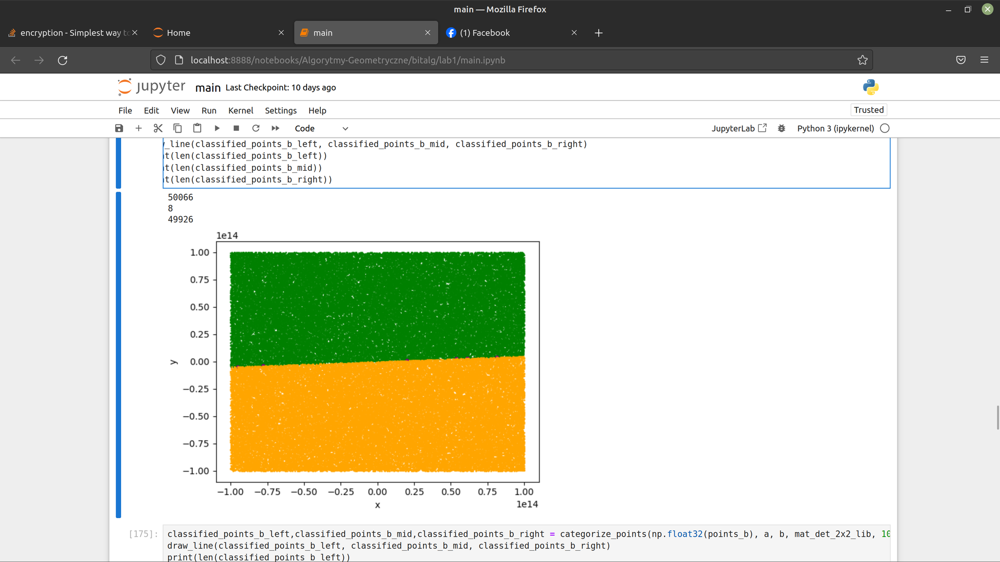 main — Mozilla Firefox
encryption - Simplest way to
Home
main
(1) Facebook
localhost:8888/notebooks/Algorytmy-Geometryczne/bitalg/lab1/main.ipynb
jupyter main Last Checkpoint: 10 days ago
File Edit View Run Kernel Settings Help
Trusted
Code
JupyterLab
Python 3 (ipykernel)
_line(classified_points_b_left, classified_points_b_mid, classified_points_b_right)
t(len(classified_points_b_left))
t(len(classified_points_b_mid))
t(len(classified_points_b_right))
50066
8
49926
1e14
1.00
0.75
0.50
0.25
0.00
−0.25
−0.50
−0.75
−1.00
y
−1.00 −0.75 −0.50 −0.25 0.00 0.25 0.50 0.75 1.00
x
1e14
[175]:
classified_points_b_left,classified_points_b_mid,classified_points_b_right = categorize_points(np.float32(points_b), a, b, mat_det_2x2_lib, 10
draw_line(classified_points_b_left, classified_points_b_mid, classified_points_b_right)
print(len(classified_points_b_left))